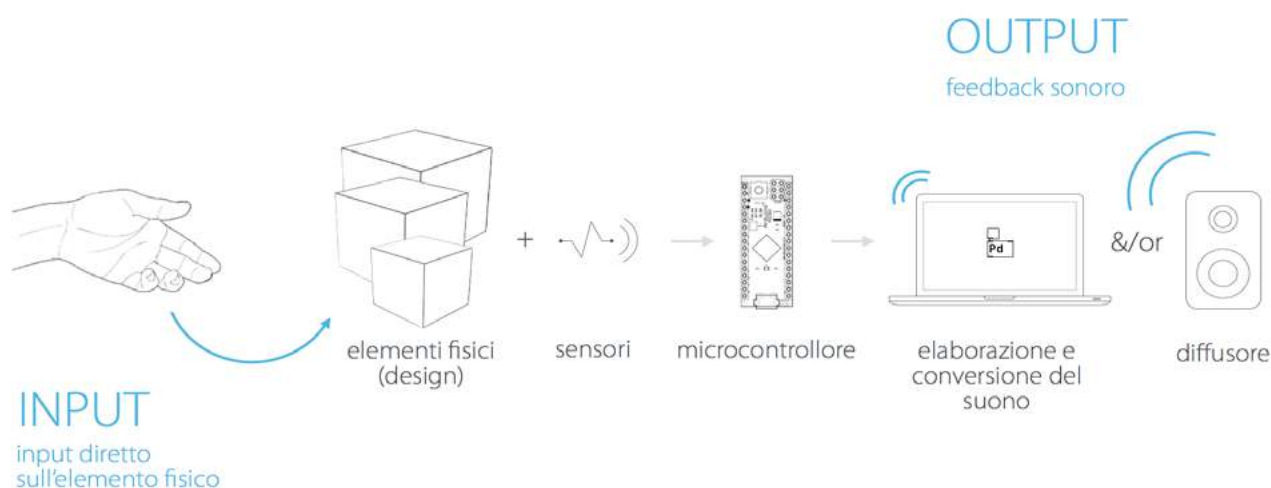 OUTPUT
feedback sonoro
Pd
&/or
+
elementi fisici
(design)
sensori
microcontrollore
elaborazione e
conversione del
suono
diffusore
INPUT
input diretto
sull'elemento fisico